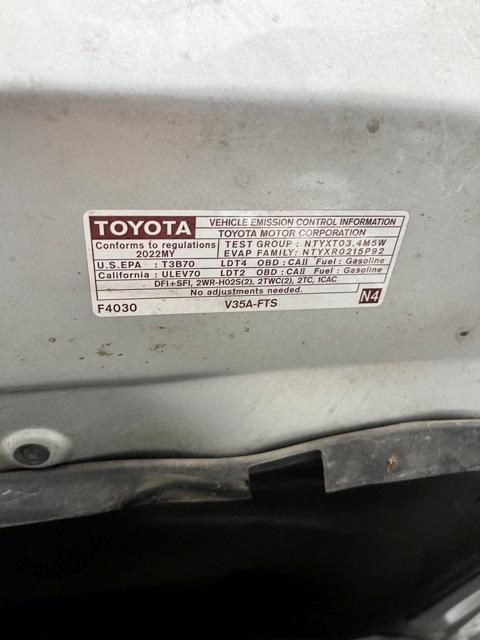 TOYOTA VEHICLE EMISSION CONTROL INFORMATION
TOYOTA MOTOR CORPORATION
Conforms to regulations
2022MY
TEST GROUP : NTYXT03.4M5W
EVAP FAMILY: NTYXR0215P92
U.S.EPA : T3B70 LDT4 OBD : CAII Fuel : Gasoline
California : ULEV70 LDT2 OBD : CAII Fuel : Gasoline
DFI+SFI, 2WR-HO2S(2), 2TWC(2), 2TC, 1CAC
No adjustments needed.
F4030 V35A-FTS N4